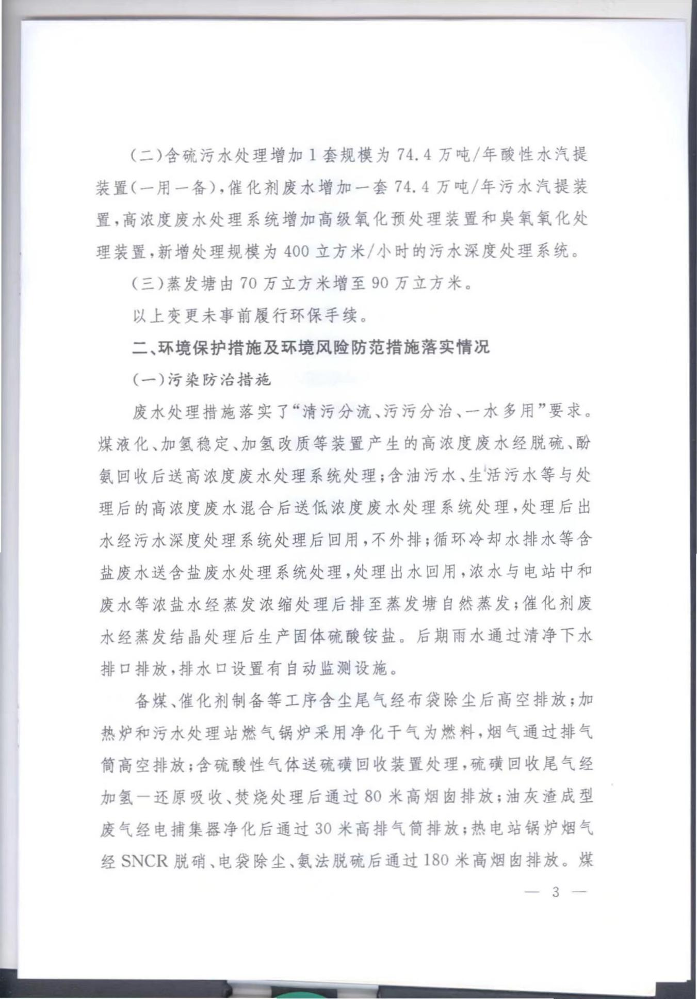 (二)含硫污水处理增加1套规模为74.4万吨/年酸性水汽提
装置(一用一备),催化剂废水增加一套74.4万吨/年污水汽提装
置,高浓度废水处理系统增加高级氧化预处理装置和臭氧氧化处
理装置,新增处理规模为400立方米/小时的污水深度处理系统。
(三)蒸发塘由70万立方米增至90万立方米。
以上变更未事前履行环保手续。
二、环境保护措施及环境风险防范措施落实情况
(一)污染防治措施
废水处理措施落实了“清污分流、污污分治、一水多用”要求。
煤液化、加氢稳定、加氢改质等装置产生的高浓度废水经脱硫、酚
氨回收后送高浓度废水处理系统处理;含油污水、生活污水等与处
理后的高浓度废水混合后送低浓度废水处理系统处理,处理后出
水经污水深度处理系统处理后回用,不外排;循环冷却水排水等含
盐废水送含盐废水处理系统处理,处理出水回用,浓水与电站中和
废水等浓盐水经蒸发浓缩处理后排至蒸发塘自然蒸发;催化剂废
水经蒸发结晶处理后生产固体硫酸铵盐。后期雨水通过清净下水
排口排放,排水口设置有自动监测设施。
备煤、催化剂制备等工序含尘尾气经布袋除尘后高空排放;加
热炉和污水处理站燃气锅炉采用净化干气为燃料,烟气通过排气
筒高空排放;含硫酸性气体送硫磺回收装置处理,硫磺回收尾气经
加氢—还原吸收、焚烧处理后通过80米高烟囱排放;油灰渣成型
废气经电捕集器净化后通过30米高排气筒排放;热电站锅炉烟气
经SNCR脱硝、电袋除尘、氨法脱硫后通过180米高烟囱排放。煤
— 3 —